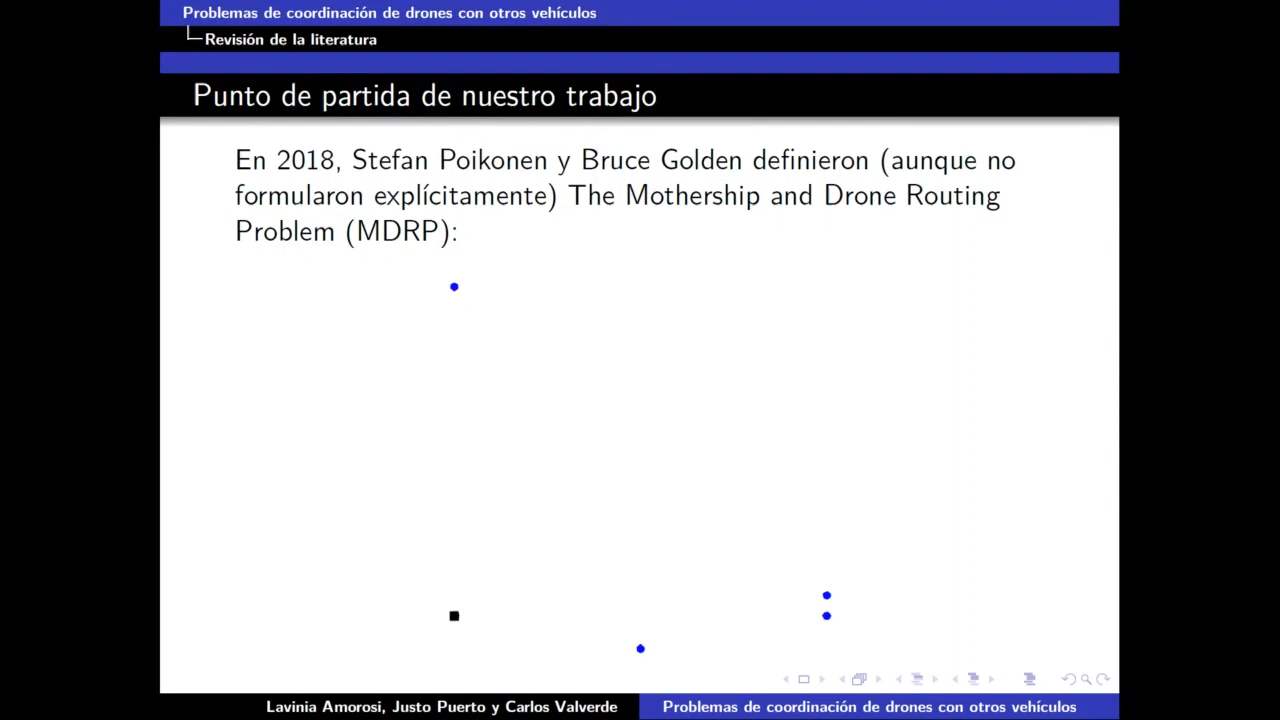 Problemas de coordinación de drones con otros vehículos
Revisión de la literatura
Punto de partida de nuestro trabajo
En 2018, Stefan Poikonen y Bruce Golden definieron (aunque no
formularon explícitamente) The Mothership and Drone Routing
Problem (MDRP):
Lavinia Amorosi, Justo Puerto y Carlos Valverde
Problemas de coordinación de drones con otros vehículos